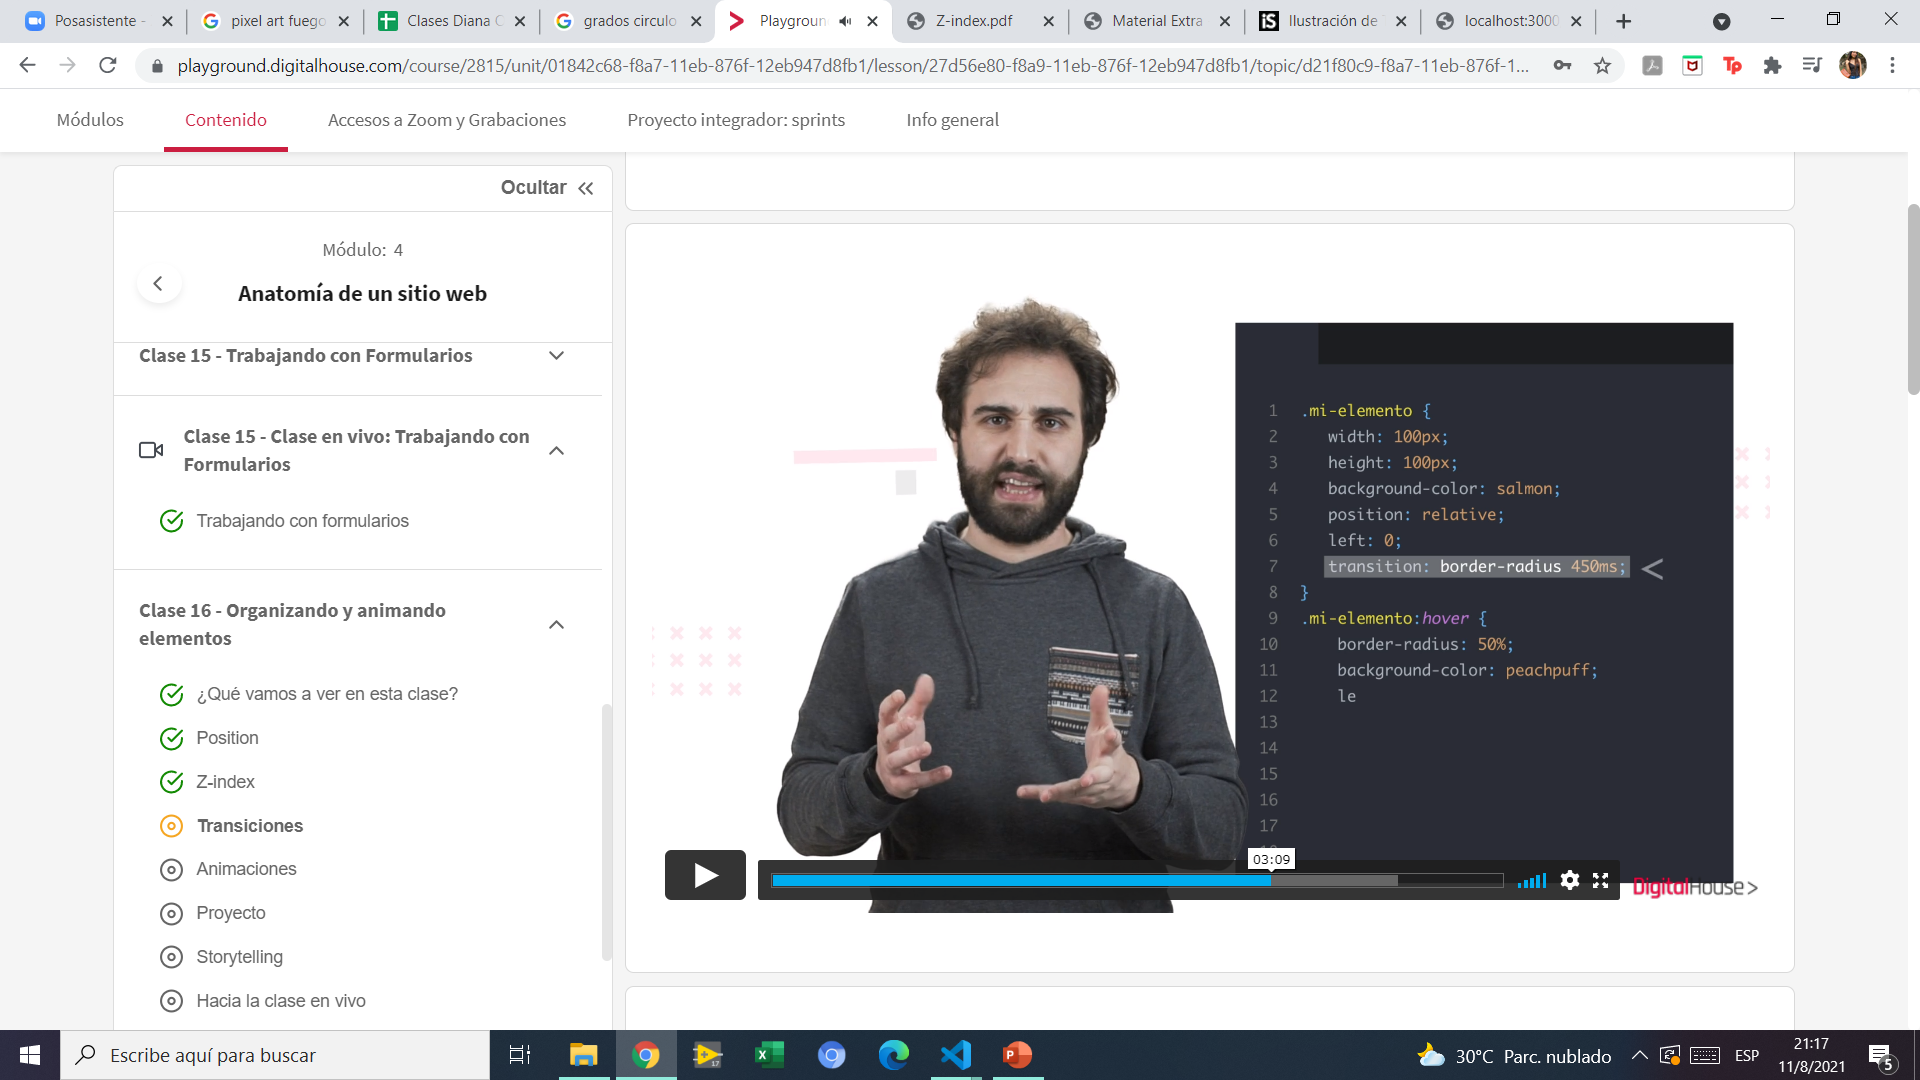 Posasistente -
pixel art fuego
Clases Diana C
grados circulo
Playground
Z-index.pdf
Material Extra
iS
Ilustración de
localhost:3000
playground.digitalhouse.com/course/2815/unit/01842c68-f8a7-11eb-876f-12eb947d8fb1/lesson/27d56e80-f8a9-11eb-876f-12eb947d8fb1/topic/d21f80c9-f8a7-11eb-876f-1...
Tp
Módulos
Contenido
Accesos a Zoom y Grabaciones
Proyecto integrador: sprints
Info general
Ocultar
Módulo: 4
Anatomía de un sitio web
Clase 15 - Trabajando con Formularios
Clase 15 - Clase en vivo: Trabajando con
Formularios
Trabajando con formularios
Clase 16 - Organizando y animando
elementos
¿Qué vamos a ver en esta clase?
Position
Z-index
Transiciones
Animaciones
Proyecto
Storytelling
Hacia la clase en vivo
1 .mi-elemento {
2 width: 100px;
3 height: 100px;
4 background-color: salmon;
5 position: relative;
6 left: 0;
7 transition: border-radius 450ms; <
8 }
9 .mi-elemento:hover {
10 border-radius: 50%;
11 background-color: peachpuff;
12 le
13
14
15
16
17
03:09
DigitalHouse>
Escribe aquí para buscar
30°C Parc. nublado
ESP
21:17
11/8/2021
5